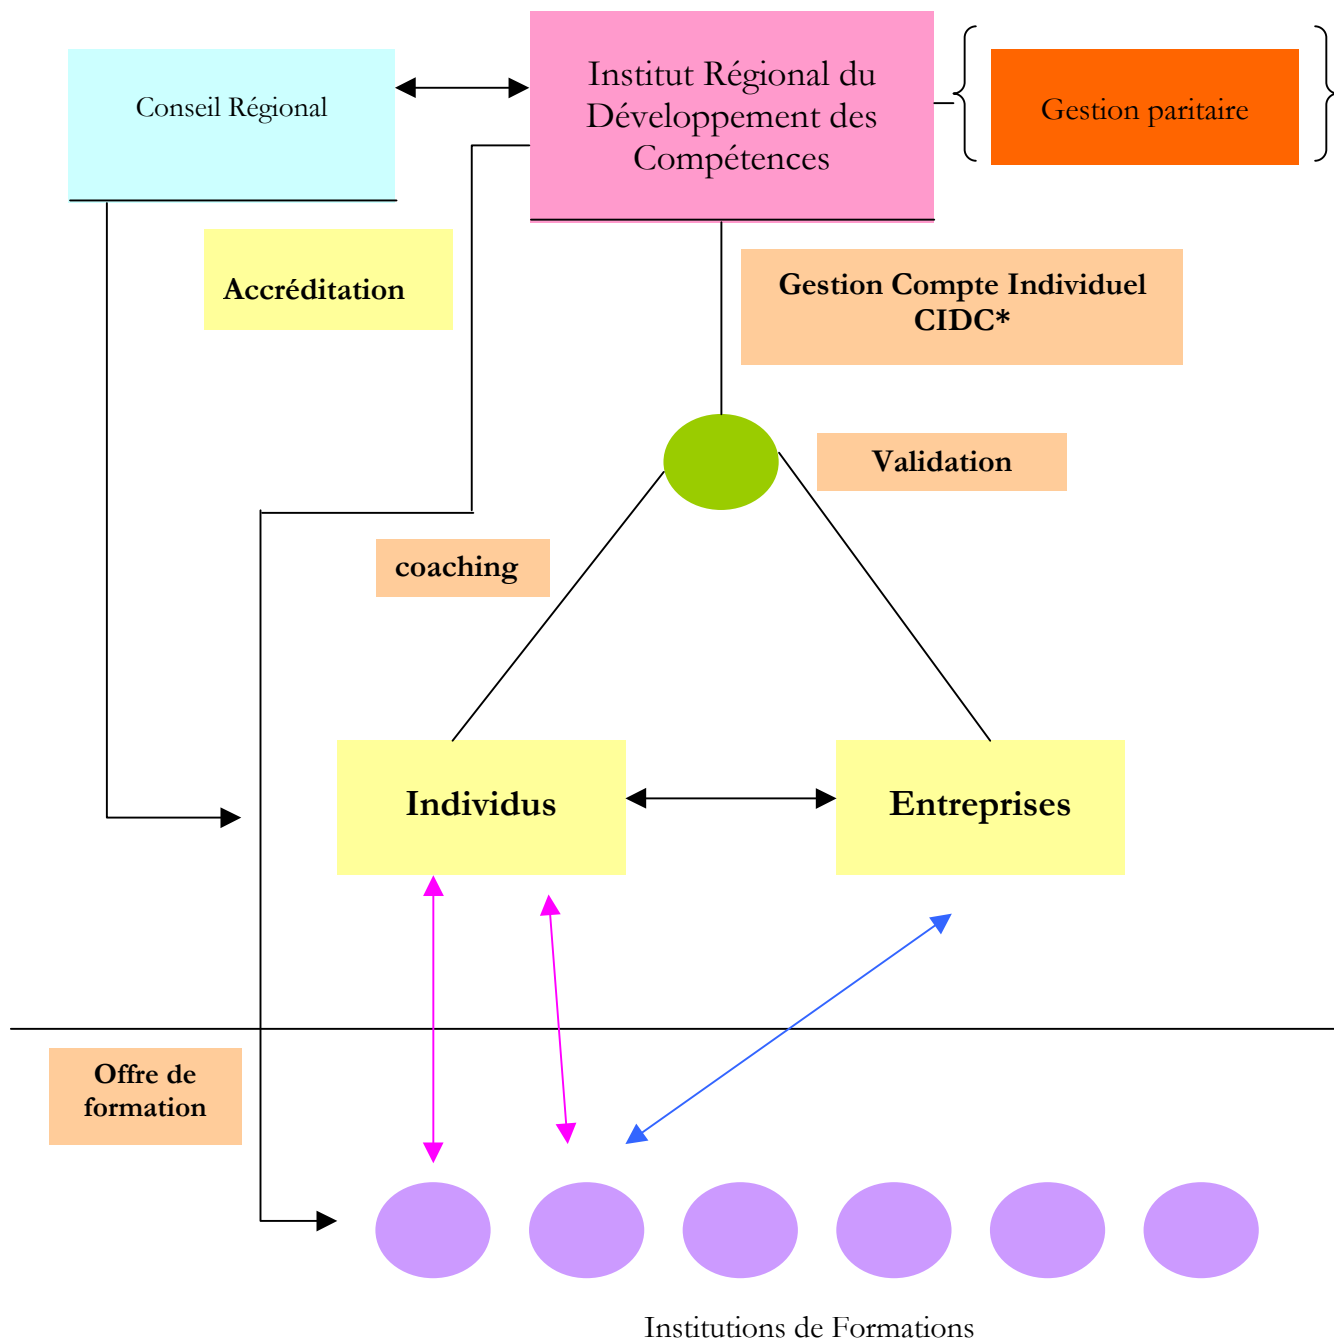 Conseil Régional
Institut Régional du
Développement des
Compétences
Gestion paritaire
Accréditation
Gestion Compte Individuel
CIDC*
Validation
coaching
Individus
Entreprises
Offre de
formation
Institutions de Formations